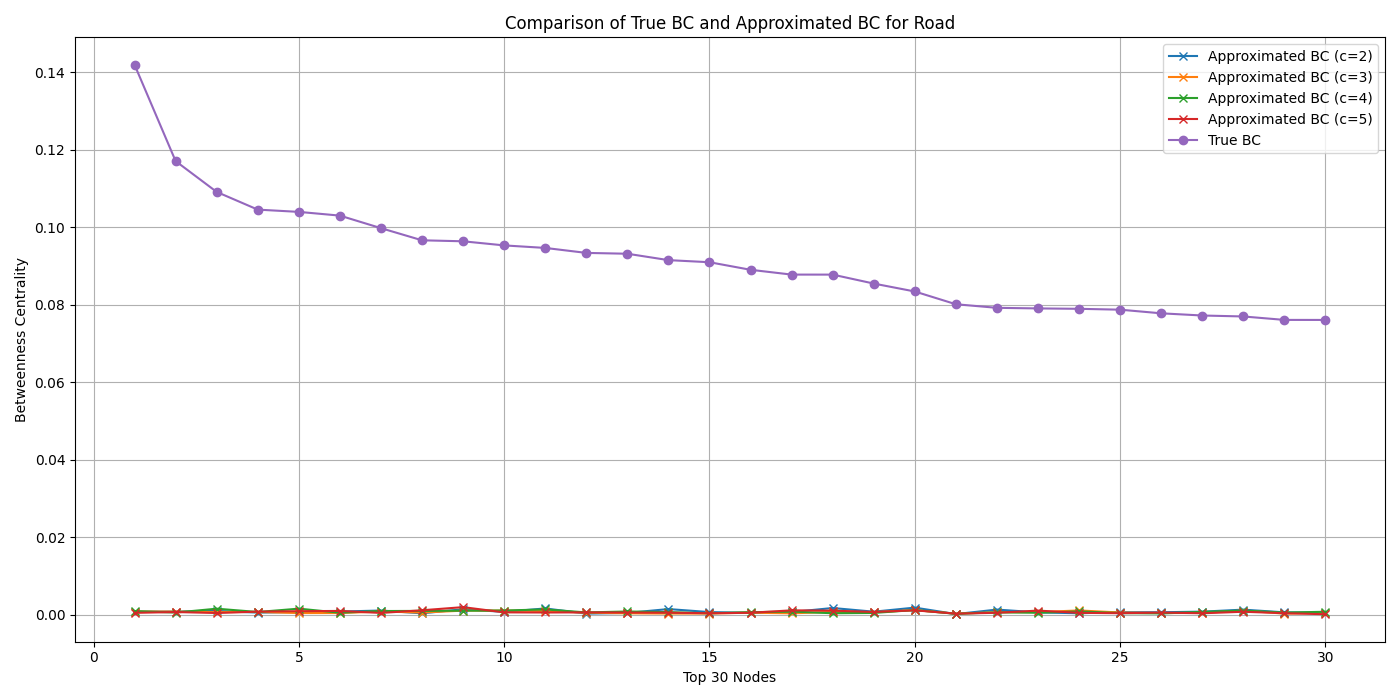 Comparison of True BC and Approximated BC for Road
Approximated BC (c=2)
Approximated BC (c=3)
Approximated BC (c=4)
Approximated BC (c=5)
True BC
Betweenness Centrality
0.14
0.12
0.10
0.08
0.06
0.04
0.02
0.00
0 5 10 15 20 25 30
Top 30 Nodes